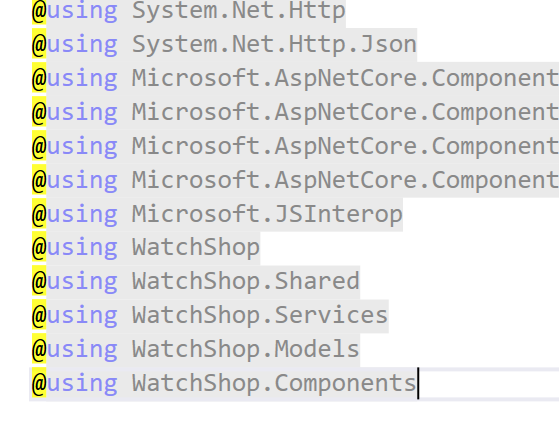 @using System.Net.Http
@using System.Net.Http.Json
@using Microsoft.AspNetCore.Component
@using Microsoft.AspNetCore.Component
@using Microsoft.AspNetCore.Component
@using Microsoft.AspNetCore.Component
@using Microsoft.JSInterop
@using WatchShop
@using WatchShop.Shared
@using WatchShop.Services
@using WatchShop.Models
@using WatchShop.Components